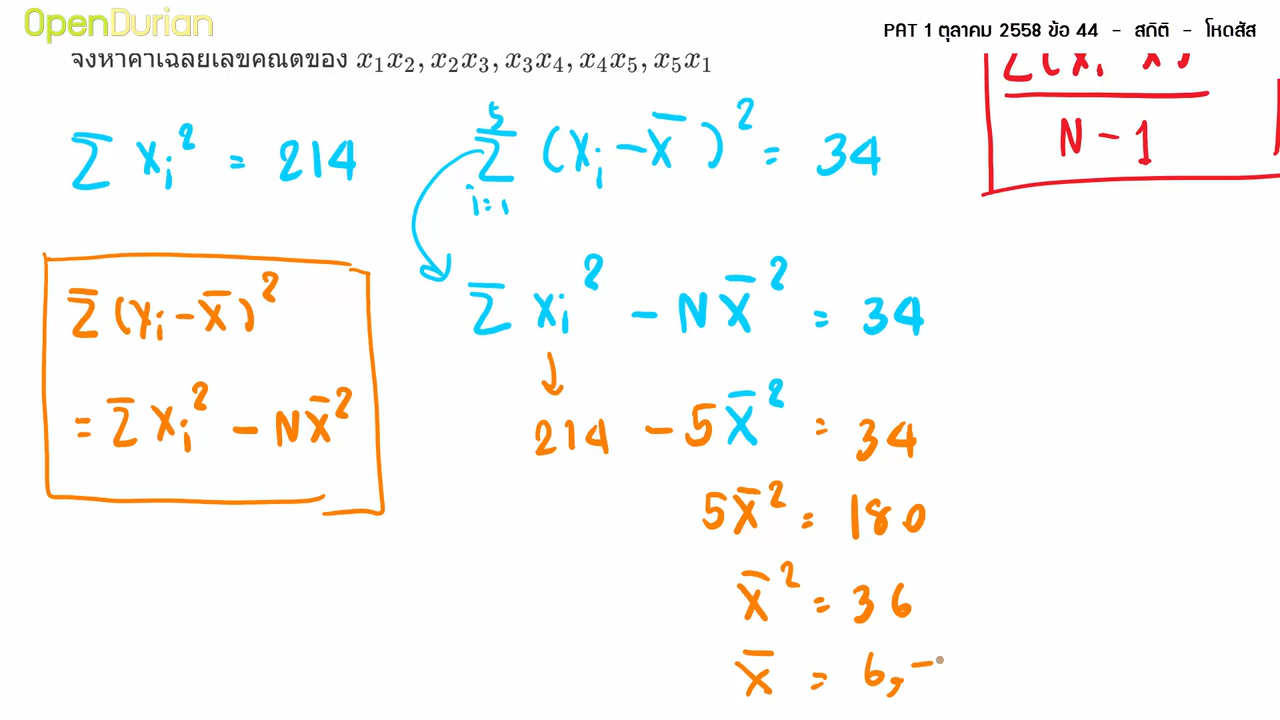 OpenDurian
PAT 1 ตุลาคม 2558 ข้อ 44 - สถิติ - โหดสัส
จงหาค่าเฉลี่ยเลขคณิตของ x₁x₂, x₂x₃, x₃x₄, x₄x₅, x₅x₁
Σ(xᵢ x̄)
N - 1
Σ xᵢ² = 214
5
Σ (xᵢ - x̄)² = 34
i=1
Σ xᵢ² - Nx̄² = 34
214 - 5x̄² = 34
5x̄² = 180
x̄² = 36
x̄ = 6, -
Σ(xᵢ - x̄)²
= Σ xᵢ² - Nx̄²